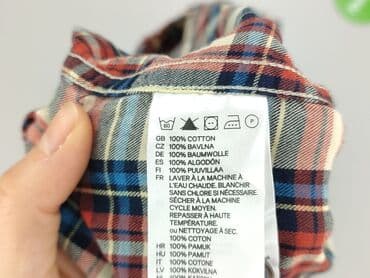 GB 100% COTTON
CZ 100% BAVLNA
DE 100% BAUMWOLLE
ES 100% ALGODÓN
FI 100% PUUVILLAA
FR LAVER À LA MACHINE À
L'EAU CHAUDE. BLANCHIR
SANS CHLORE SI NÉCESSAIRE.
SÉCHER À LA MACHINE
CYCLE MOYEN.
REPASSER À HAUTE
TEMPÉRATURE.
OU NETTOYAGE À SEC.
100% COTON
HR 100% PAMUK
HU 100% PAMUT
IT 100% COTONE
LV 100% KOKVILNA